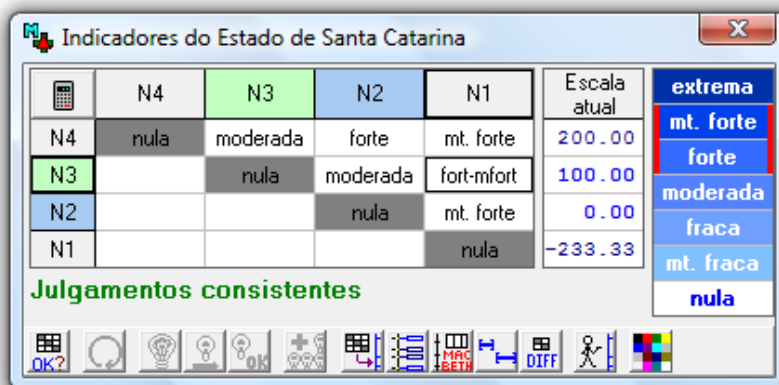 Indicadores do Estado de Santa Catarina
N4 N3 N2 N1 Escala atual
N4 nula moderada forte mt. forte 200.00
N3 nula moderada fort-mfort 100.00
N2 nula mt. forte 0.00
N1 nula -233.33
extrema
mt. forte
forte
moderada
fraca
mt. fraca
nula
Julgamentos consistentes
OK? OK MAC BETH DIFF